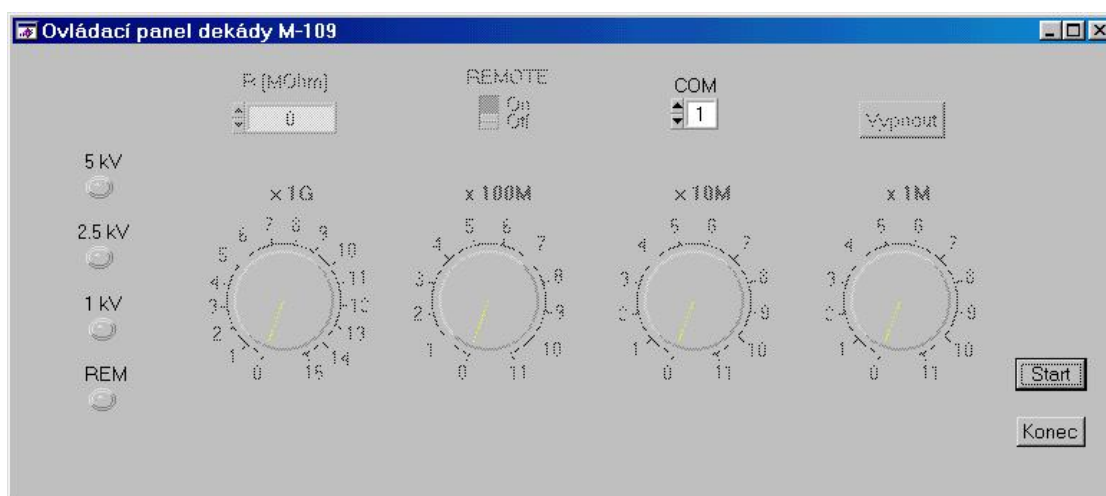 Ovládací panel dekády M-109
R [MOhm]
0
REMOTE
On
Off
COM
1
Vypnout
5 kV
2.5 kV
1 kV
REM
x 1G
0 1 2 3 4 5 6 7 8 9 10 11 12 13 14 15
x 100M
0 1 2 3 4 5 6 7 8 9 10 11
x 10M
0 1 2 3 4 5 6 7 8 9 10 11
x 1M
0 1 2 3 4 5 6 7 8 9 10 11
Start
Konec